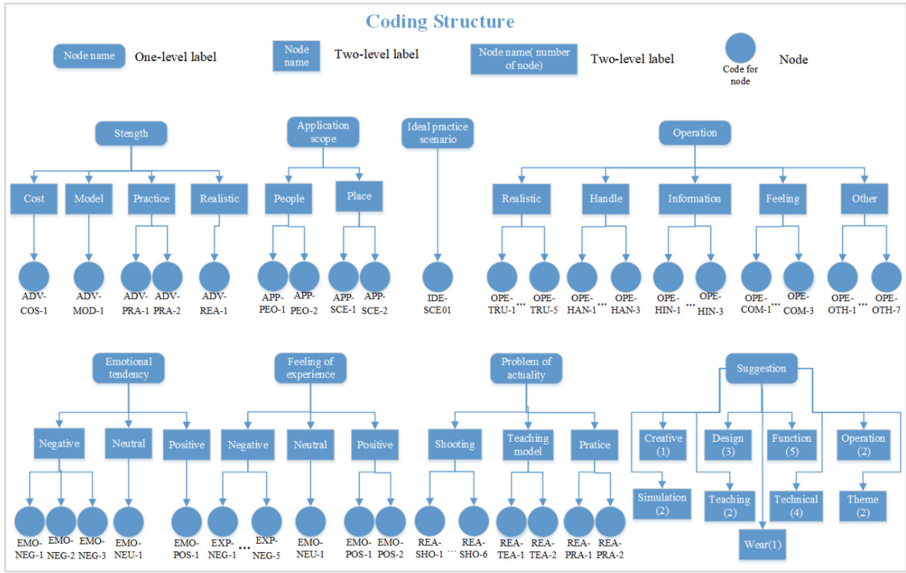 Coding Structure
Node name
One-level label
Node
name
Two-level label
Node name( number
of node)
Two-level label
Code for
node
Node
Stength
Application
scope
Ideal practice
scenario
Operation
Cost
Model
Practice
Realistic
People
Place
Realistic
Handle
Information
Feeling
Other
ADV-
COS-1
ADV-
MOD-1
ADV-
PRA-1
ADV-
PRA-2
ADV-
REA-1
APP-
PEO-1
APP-
PEO-2
APP-
SCE-1
APP-
SCE-2
IDE-
SCE01
OPE-
TRU-1
...
OPE-
TRU-5
OPE-
HAN-1
...
OPE-
HAN-3
OPE-
HIN-1
...
OPE-
HIN-3
OPE-
COM-1
...
OPE-
COM-3
OPE-
OTH-1
...
OPE-
OTH-7
Emotional
tendency
Feeling of
experience
Problem of
actuality
Suggestion
Negative
Neutral
Positive
Negative
Neutral
Positive
Shooting
Teaching
model
Pratice
Creative
(1)
Design
(3)
Function
(5)
Operation
(2)
Simulation
(2)
Teaching
(2)
Technical
(4)
Theme
(2)
Wear(1)
EMO-
NEG-1
EMO-
NEG-2
EMO-
NEG-3
EMO-
NEU-1
EMO-
POS-1
EXP-
NEG-1
...
EXP-
NEG-5
EMO-
NEU-1
EMO-
POS-1
EMO-
POS-2
REA-
SHO-1
...
REA-
SHO-6
REA-
TEA-1
REA-
TEA-2
REA-
PRA-1
REA-
PRA-2